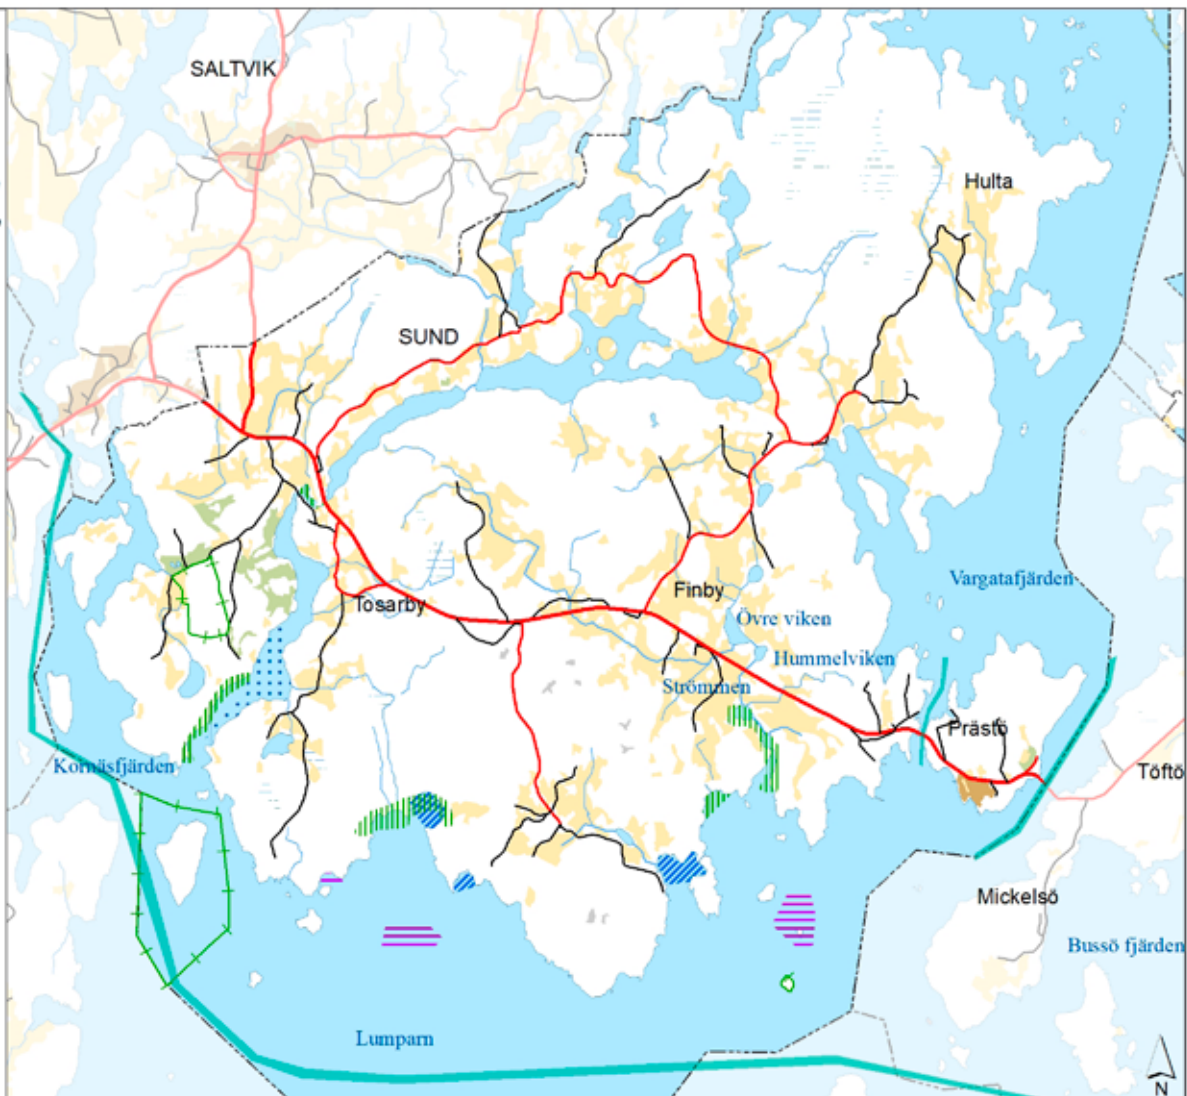 SALTVIK
Hulta
SUND
Vargatafjärden
Finby
Tosarby
Övre viken
Hummelviken
Strömmen
Prästö
Kornäsfjärden
Töftö
Mickelsö
Bussö fjärden
Lumparn
N